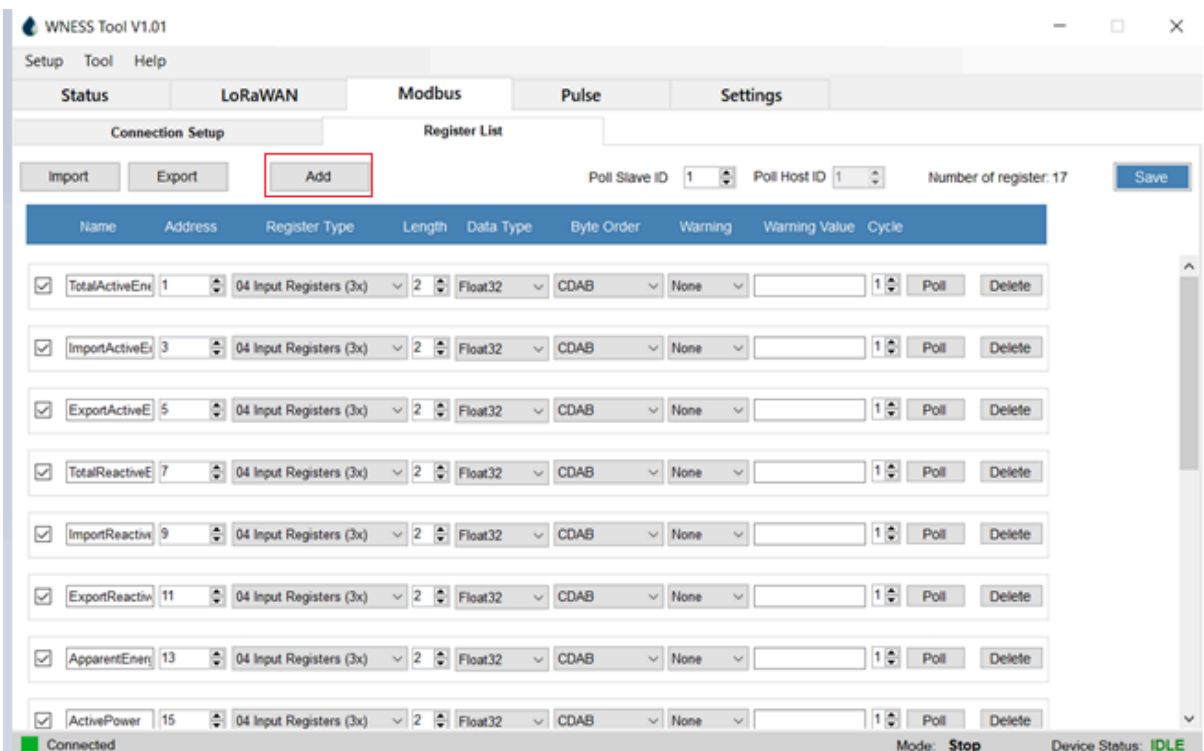 WNESS Tool V1.01
Setup Tool Help
Status LoRaWAN Modbus Pulse Settings
Connection Setup Register List
Import Export Add Poll Slave ID 1 Poll Host ID 1 Number of register: 17 Save
Name Address Register Type Length Data Type Byte Order Warning Warning Value Cycle
TotalActiveEne 1 04 Input Registers (3x) 2 Float32 CDAB None 1 Poll Delete
ImportActiveE 3 04 Input Registers (3x) 2 Float32 CDAB None 1 Poll Delete
ExportActiveE 5 04 Input Registers (3x) 2 Float32 CDAB None 1 Poll Delete
TotalReactiveE 7 04 Input Registers (3x) 2 Float32 CDAB None 1 Poll Delete
ImportReactive 9 04 Input Registers (3x) 2 Float32 CDAB None 1 Poll Delete
ExportReactiv 11 04 Input Registers (3x) 2 Float32 CDAB None 1 Poll Delete
ApparentEner 13 04 Input Registers (3x) 2 Float32 CDAB None 1 Poll Delete
ActivePower 15 04 Input Registers (3x) 2 Float32 CDAB None 1 Poll Delete
Connected Mode: Stop Device Status: IDLE